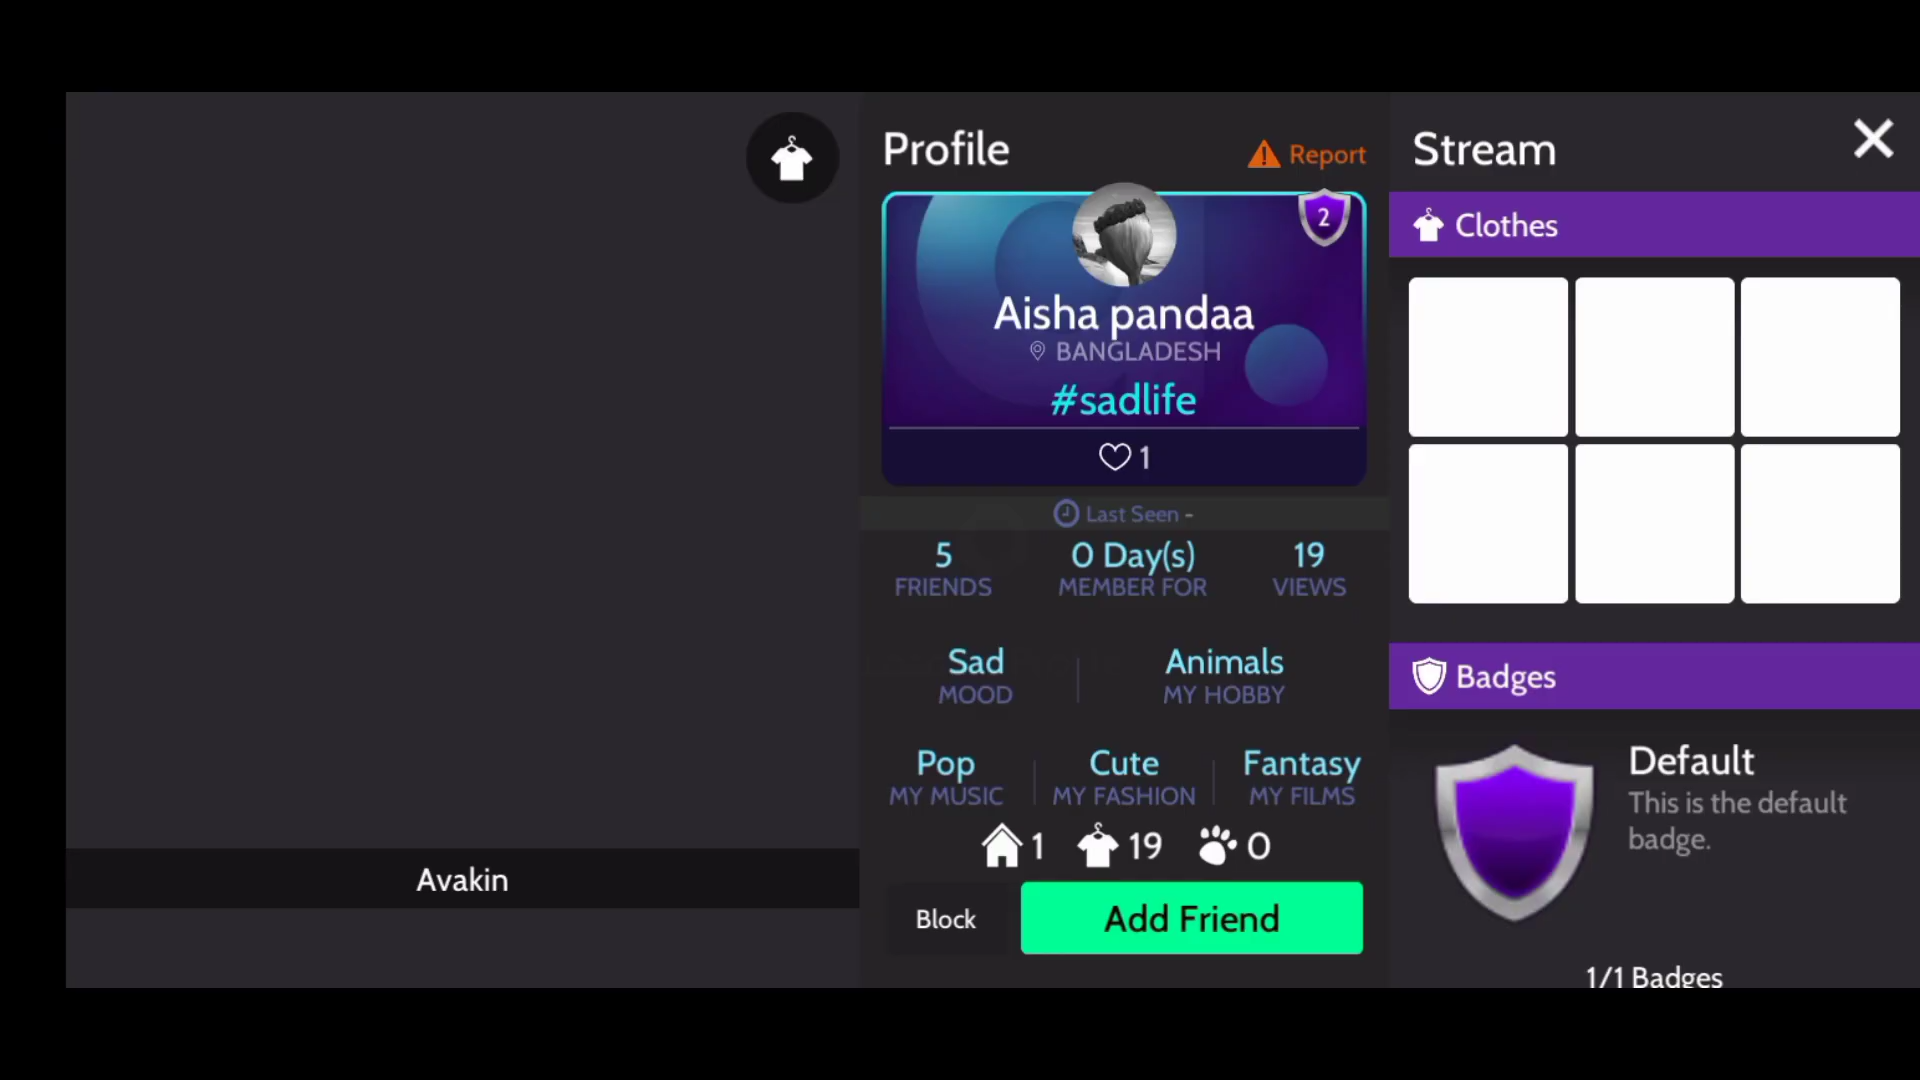 Profile
Report
2
Aisha pandaa
BANGLADESH
#sadlife
1
Last Seen -
5
FRIENDS
0 Day(s)
MEMBER FOR
19
VIEWS
Sad
MOOD
Animals
MY HOBBY
Pop
MY MUSIC
Cute
MY FASHION
Fantasy
MY FILMS
1
19
0
Block
Add Friend
Avakin
Stream
Clothes
Badges
Default
This is the default
badge.
1/1 Badges